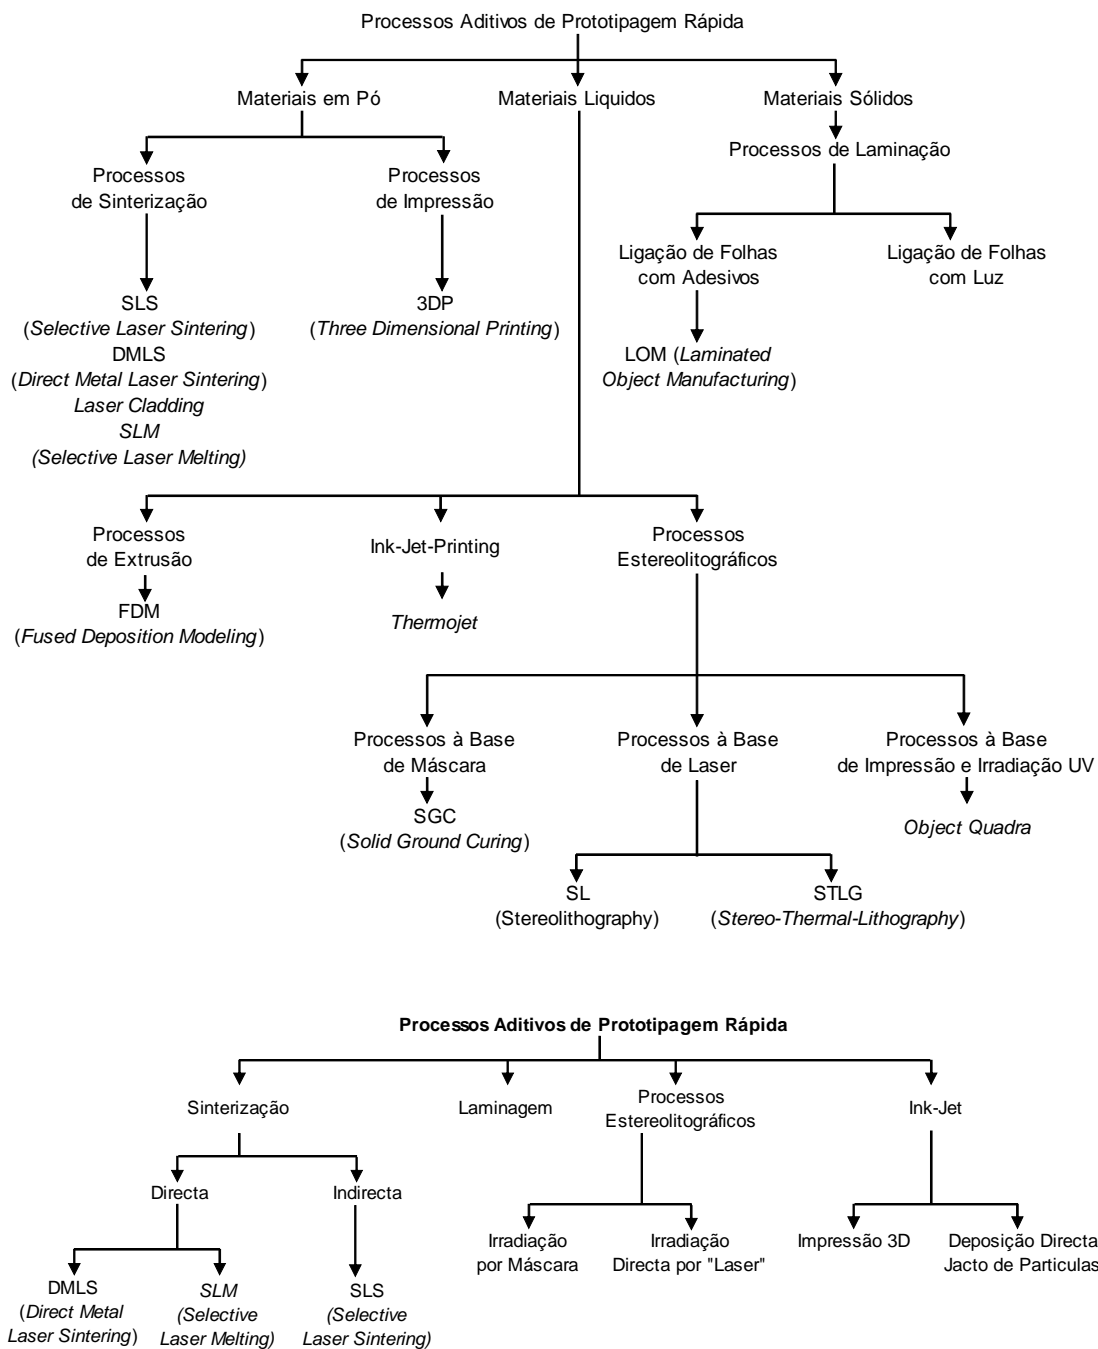 Processos Aditivos de Prototipagem Rápida
Materiais em Pó
Materiais Liquidos
Materiais Sólidos
Processos de Laminação
Processos
de Sinterização
Processos
de Impressão
Ligação de Folhas
com Adesivos
Ligação de Folhas
com Luz
SLS
(Selective Laser Sintering)
DMLS
(Direct Metal Laser Sintering)
Laser Cladding
SLM
(Selective Laser Melting)
3DP
(Three Dimensional Printing)
LOM (Laminated
Object Manufacturing)
Processos
de Extrusão
Ink-Jet-Printing
Processos
Estereolitográficos
FDM
(Fused Deposition Modeling)
Thermojet
Processos à Base
de Máscara
Processos à Base
de Laser
Processos à Base
de Impressão e Irradiação UV
SGC
(Solid Ground Curing)
Object Quadra
SL
(Stereolithography)
STLG
(Stereo-Thermal-Lithography)
Processos Aditivos de Prototipagem Rápida
Sinterização
Laminagem
Processos
Estereolitográficos
Ink-Jet
Directa
Indirecta
Irradiação
por Máscara
Irradiação
Directa por "Laser"
Impressão 3D
Deposição Directa
Jacto de Particulas
DMLS
(Direct Metal
Laser Sintering)
SLM
(Selective
Laser Melting)
SLS
(Selective
Laser Sintering)